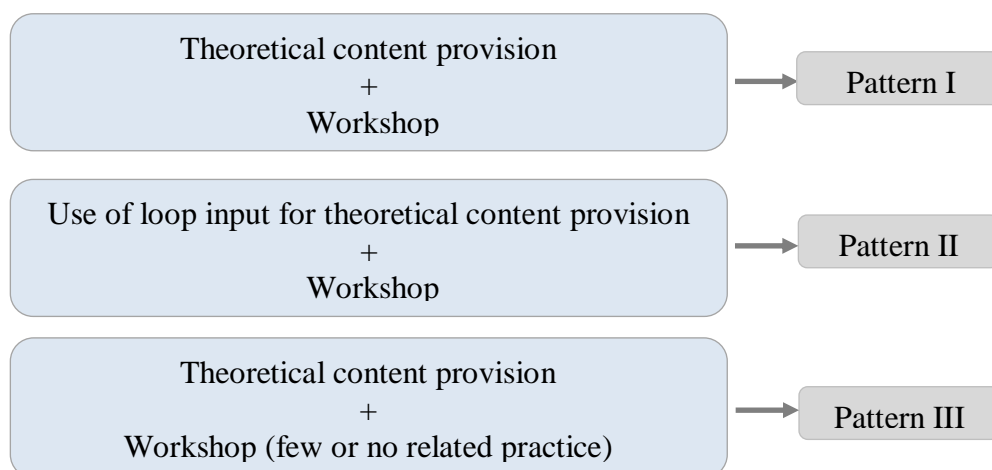 Theoretical content provision
+
Workshop
Pattern I
Use of loop input for theoretical content provision
+
Workshop
Pattern II
Theoretical content provision
+
Workshop (few or no related practice)
Pattern III